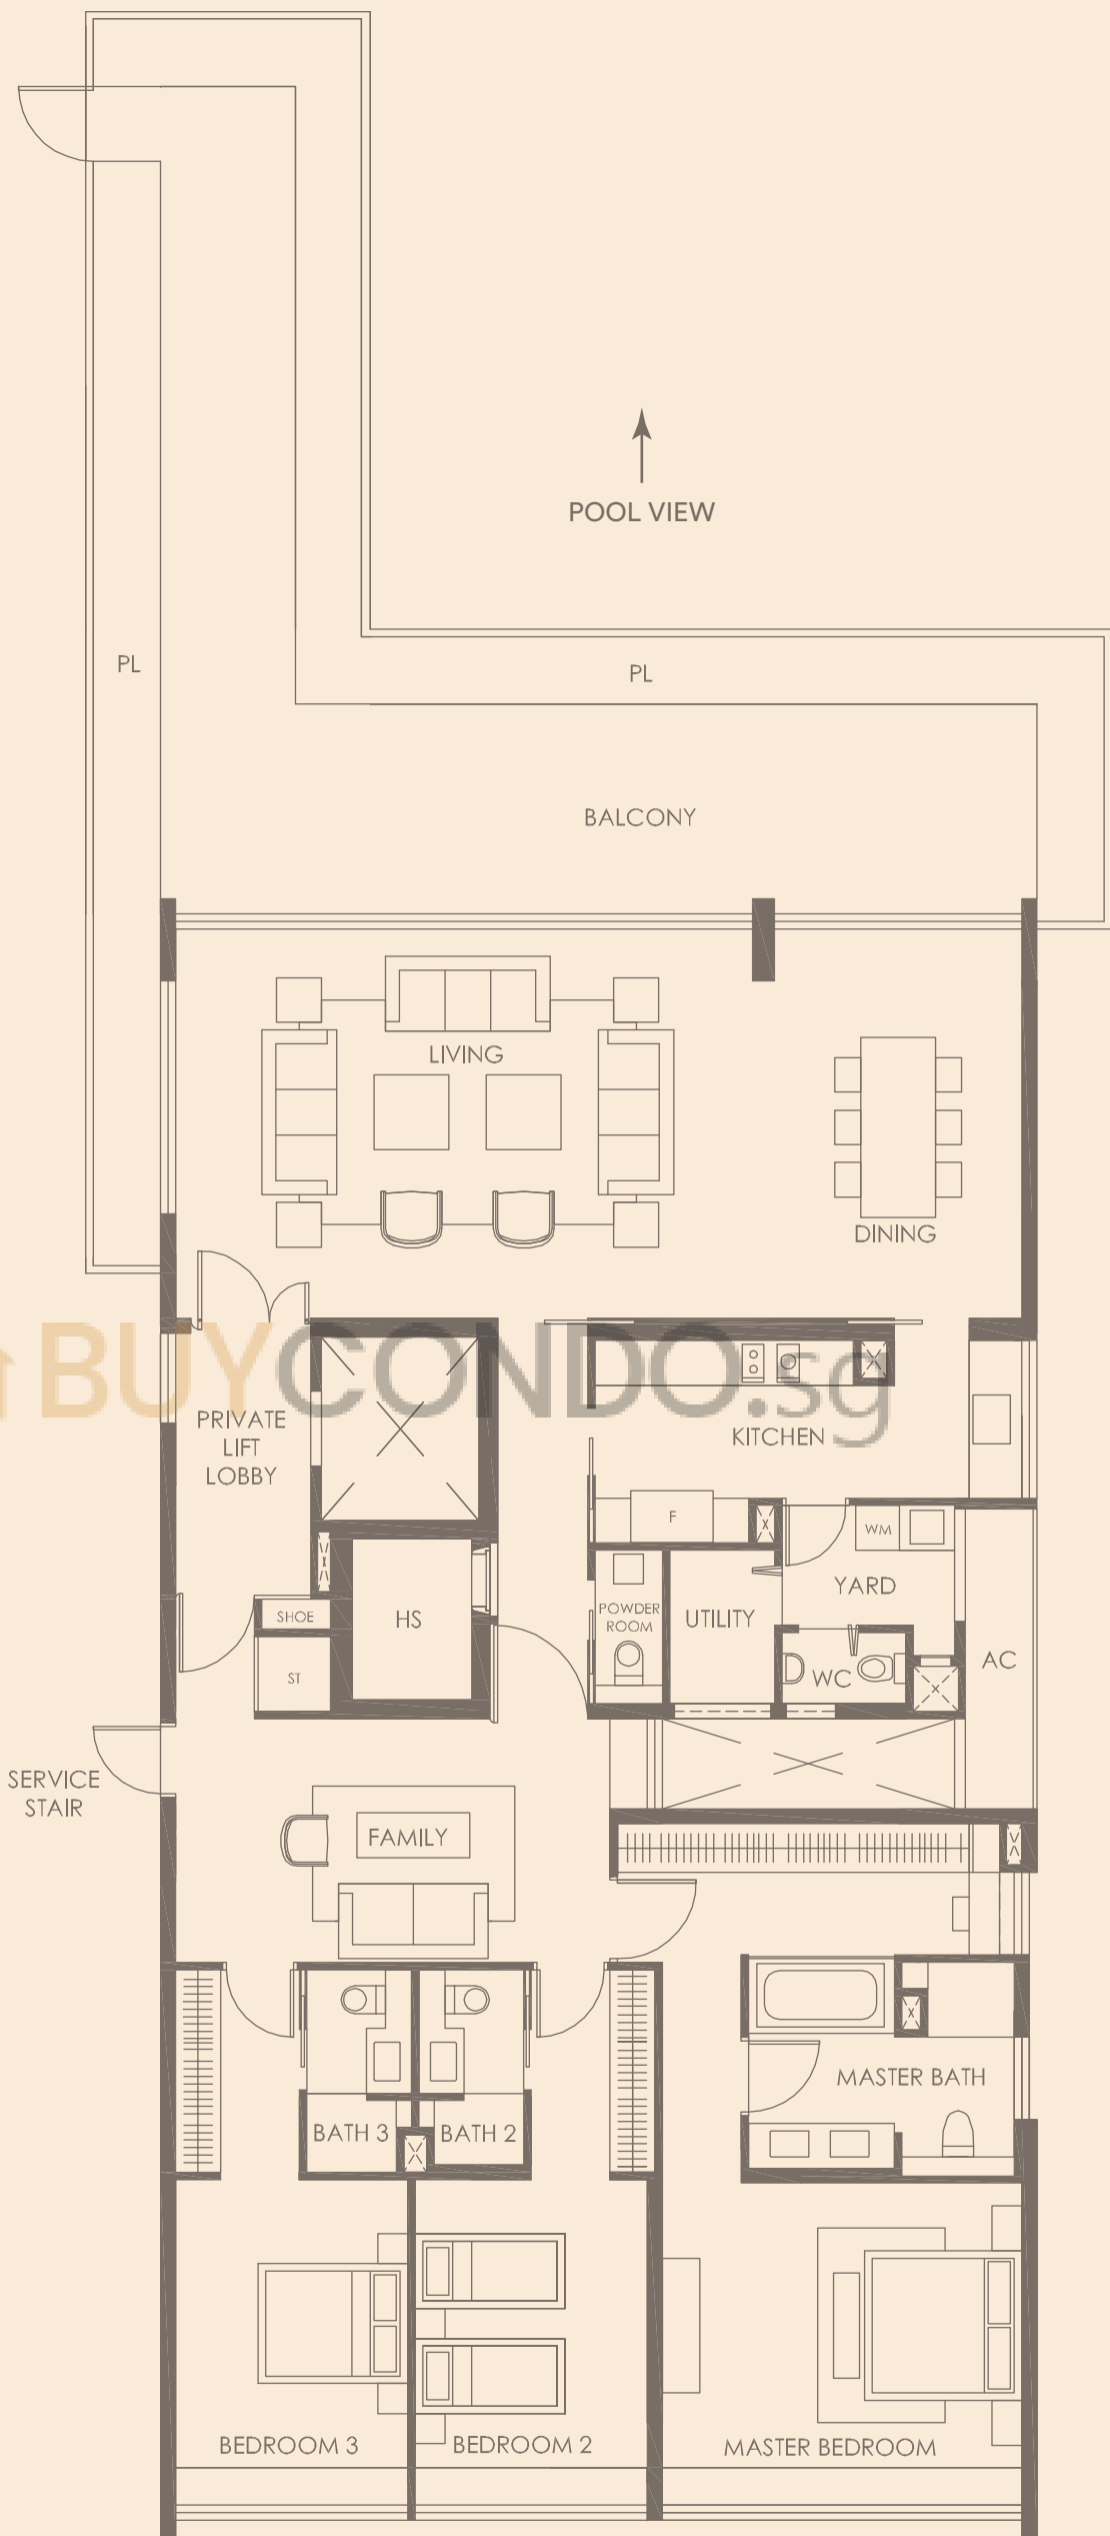 POOL VIEW
PL
PL
BALCONY
LIVING
DINING
BUYCONDO.sg
PRIVATE
LIFT
LOBBY
KITCHEN
F
WM
YARD
SHOE
HS
POWDER
ROOM
UTILITY
ST
WC
AC
SERVICE
STAIR
FAMILY
MASTER BATH
BATH 3
BATH 2
BEDROOM 3
BEDROOM 2
MASTER BEDROOM